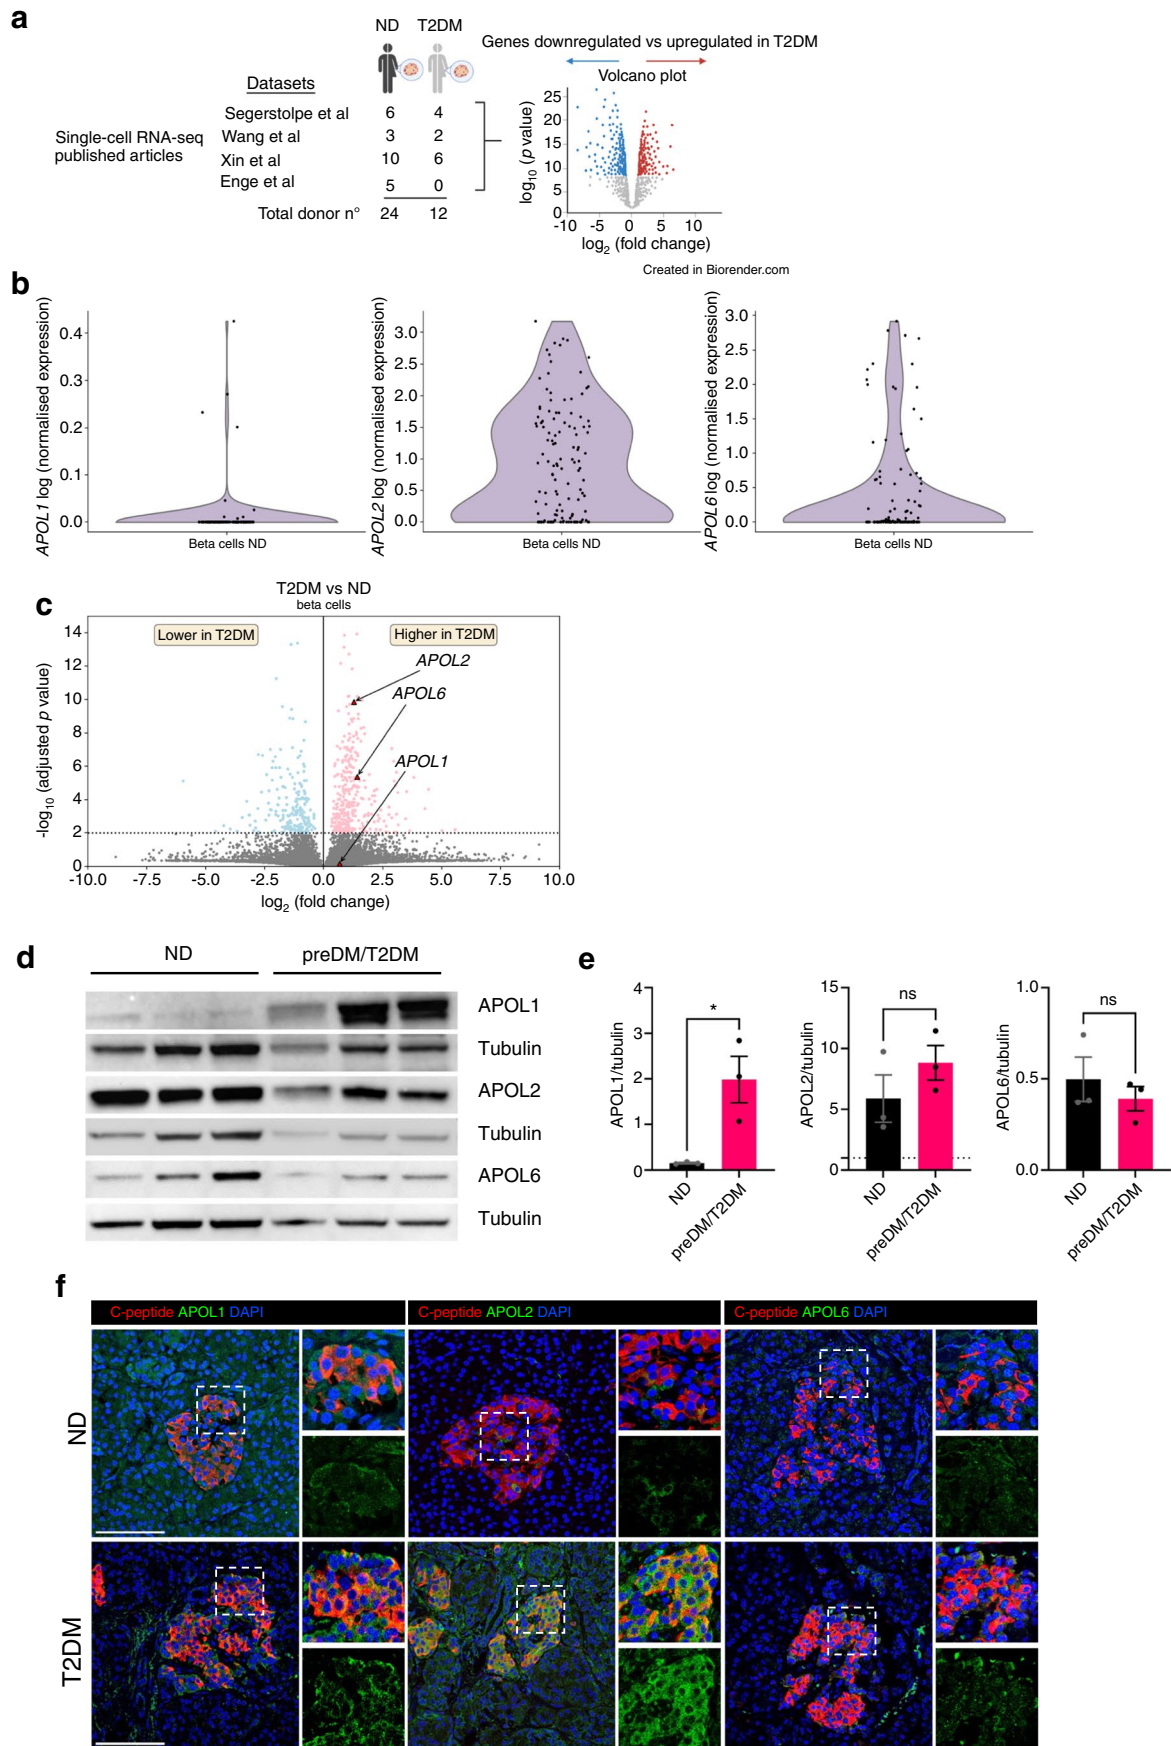 a
ND T2DM
Genes downregulated vs upregulated in T2DM
Volcano plot
Datasets
Single-cell RNA-seq
published articles
Segerstolpe et al 6 4
Wang et al 3 2
Xin et al 10 6
Enge et al 5 0
Total donor n° 24 12
log10 (p value)
25
20
15
10
5
0
-10 -5 0 5 10
log2 (fold change)
Created in Biorender.com
b
APOL1 log (normalised expression)
0.4
0.3
0.2
0.1
0.0
Beta cells ND
APOL2 log (normalised expression)
3.0
2.5
2.0
1.5
1.0
0.5
0.0
Beta cells ND
APOL6 log (normalised expression)
3.0
2.5
2.0
1.5
1.0
0.5
0.0
Beta cells ND
c
T2DM vs ND
beta cells
Lower in T2DM
Higher in T2DM
APOL2
APOL6
APOL1
-log10 (adjusted p value)
14
12
10
8
6
4
2
0
-10.0 -7.5 -5.0 -2.5 0.0 2.5 5.0 7.5 10.0
log2 (fold change)
d
ND preDM/T2DM
APOL1
Tubulin
APOL2
Tubulin
APOL6
Tubulin
e
APOL1/tubulin
4
3
2
1
0
*
ND
preDM/T2DM
APOL2/tubulin
15
10
5
0
ns
ND
preDM/T2DM
APOL6/tubulin
1.0
0.5
0.0
ns
ND
preDM/T2DM
f
C-peptide APOL1 DAPI
C-peptide APOL2 DAPI
C-peptide APOL6 DAPI
ND
T2DM